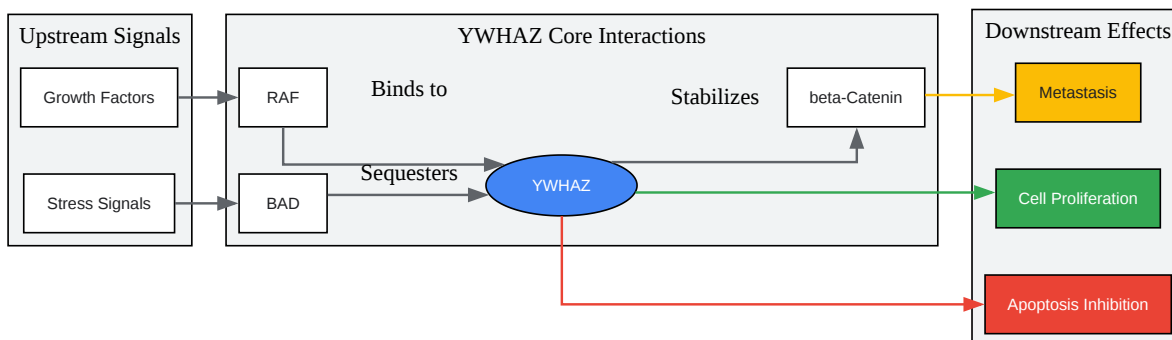 Upstream Signals
Growth Factors
Stress Signals
YWHAZ Core Interactions
RAF
Binds to
BAD
Sequesters
YWHAZ
Stabilizes
beta-Catenin
Downstream Effects
Metastasis
Cell Proliferation
Apoptosis Inhibition